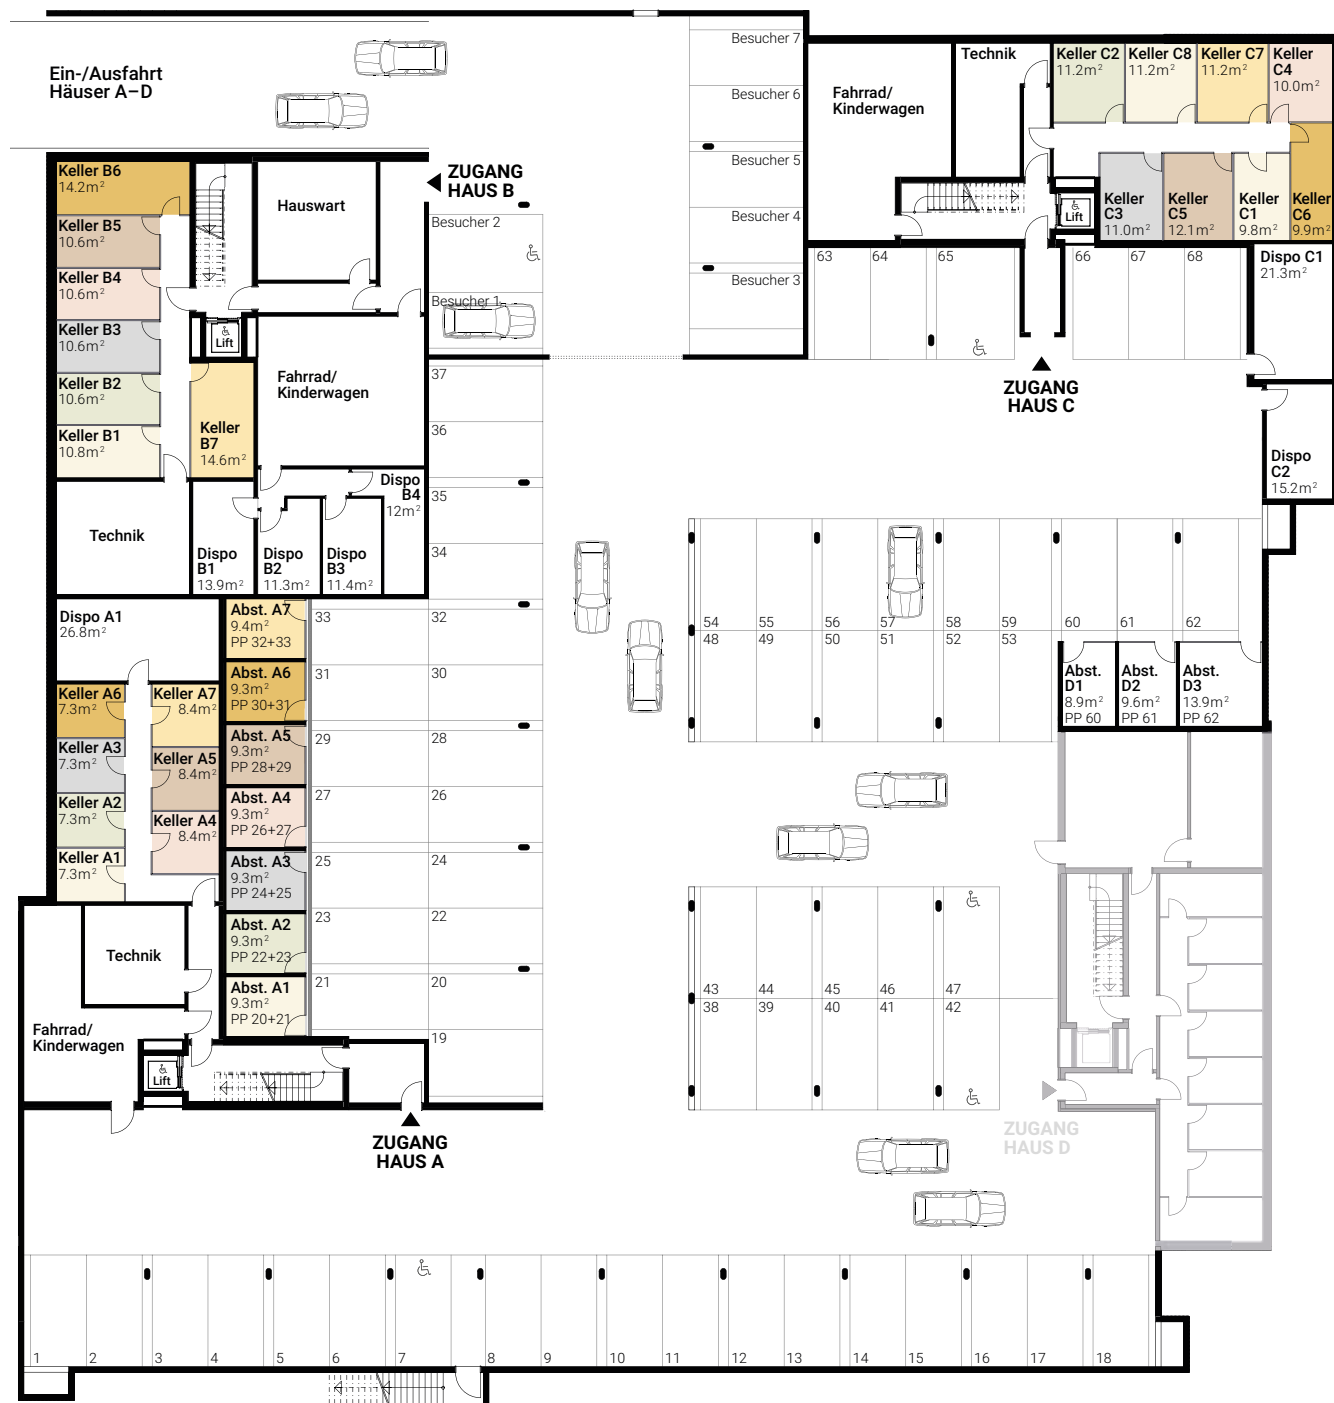 Ein-/Ausfahrt
Häuser A–D
Besucher 7
Besucher 6
Besucher 5
Besucher 4
Besucher 3
Fahrrad/
Kinderwagen
Technik
Keller C2
11.2m²
Keller C8
11.2m²
Keller C7
11.2m²
Keller
C4
10.0m²
Keller
C3
11.0m²
Keller
C5
12.1m²
Keller
C1
9.8m²
Keller
C6
9.9m²
Lift
63
64
65
66
67
68
Dispo C1
21.3m²
Dispo
C2
15.2m²
ZUGANG
HAUS C
Keller B6
14.2m²
Keller B5
10.6m²
Keller B4
10.6m²
Keller B3
10.6m²
Keller B2
10.6m²
Keller B1
10.8m²
Keller
B7
14.6m²
Hauswart
ZUGANG
HAUS B
Besucher 2
Besucher 1
Lift
Fahrrad/
Kinderwagen
Technik
Dispo
B1
13.9m²
Dispo
B2
11.3m²
Dispo
B3
11.4m²
Dispo
B4
12m²
37
36
35
34
Dispo A1
26.8m²
Keller A6
7.3m²
Keller A3
7.3m²
Keller A2
7.3m²
Keller A1
7.3m²
Keller A7
8.4m²
Keller A5
8.4m²
Keller A4
8.4m²
Abst. A7
9.4m²
PP 32+33
Abst. A6
9.3m²
PP 30+31
Abst. A5
9.3m²
PP 28+29
Abst. A4
9.3m²
PP 26+27
Abst. A3
9.3m²
PP 24+25
Abst. A2
9.3m²
PP 22+23
Abst. A1
9.3m²
PP 20+21
33
32
31
30
29
28
27
26
25
24
23
22
21
20
19
Technik
Fahrrad/
Kinderwagen
Lift
ZUGANG
HAUS A
54
55
56
57
58
59
60
61
62
48
49
50
51
52
53
Abst.
D1
8.9m²
PP 60
Abst.
D2
9.6m²
PP 61
Abst.
D3
13.9m²
PP 62
43
44
45
46
47
38
39
40
41
42
ZUGANG
HAUS D
1
2
3
4
5
6
7
8
9
10
11
12
13
14
15
16
17
18